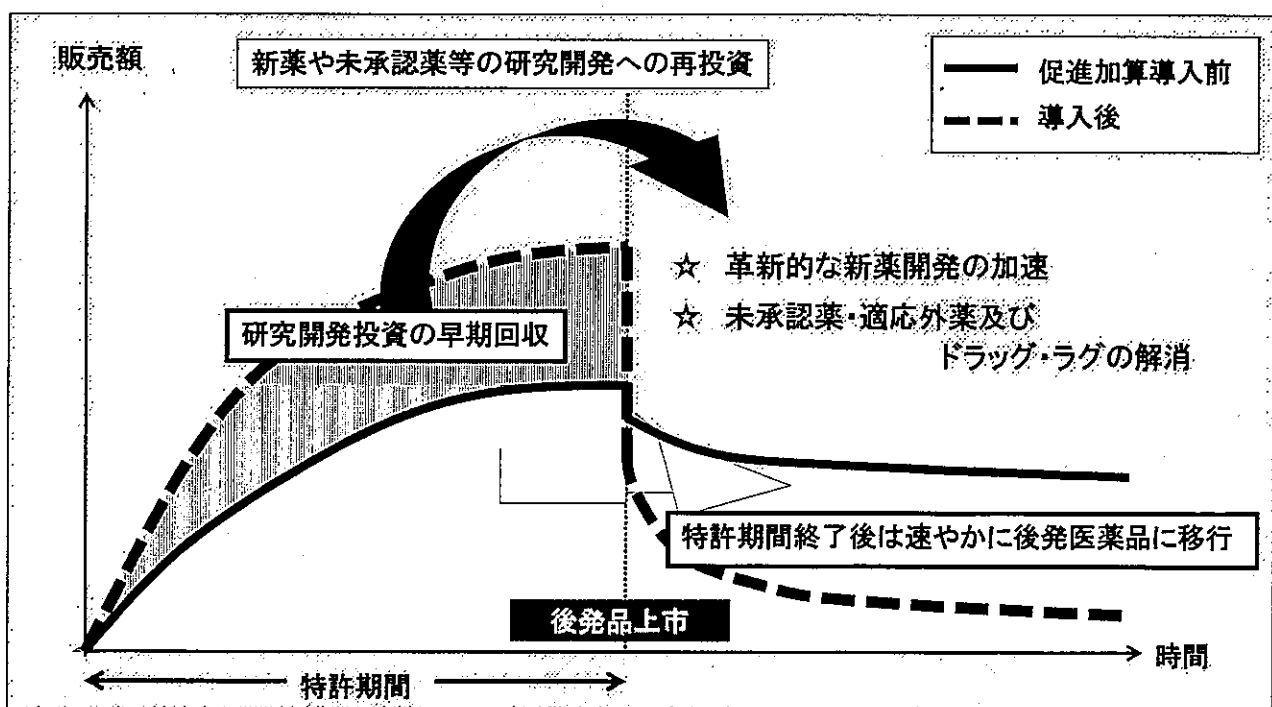 販売額
新薬や未承認薬等の研究開発への再投資
促進加算導入前
導入後
☆ 革新的な新薬開発の加速
☆ 未承認薬・適応外薬及び
ドラッグ・ラグの解消
研究開発投資の早期回収
特許期間終了後は速やかに後発医薬品に移行
後発品上市
時間
特許期間